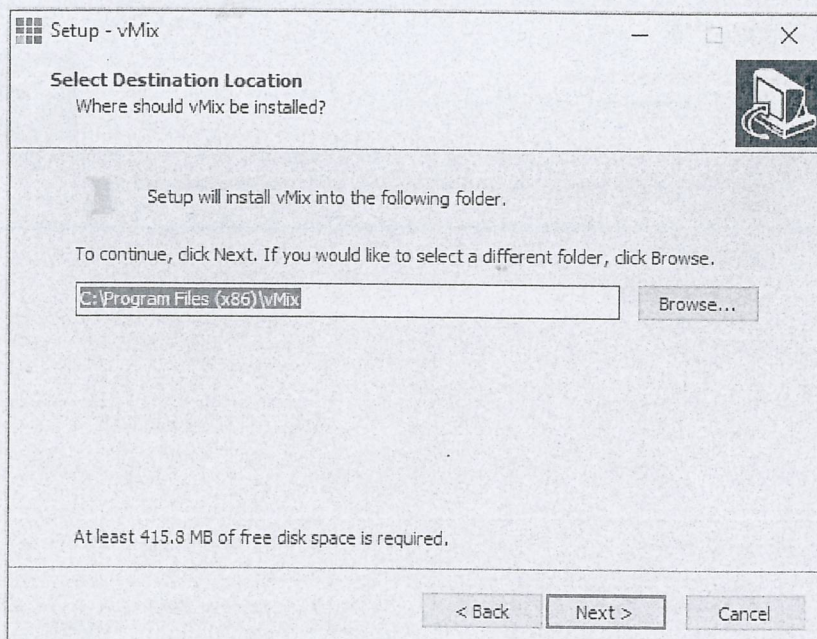 Setup - vMix
Select Destination Location
Where should vMix be installed?
Setup will install vMix into the following folder.
To continue, click Next. If you would like to select a different folder, click Browse.
C:\Program Files (x86)\vMix
Browse...
At least 415.8 MB of free disk space is required.
< Back
Next >
Cancel